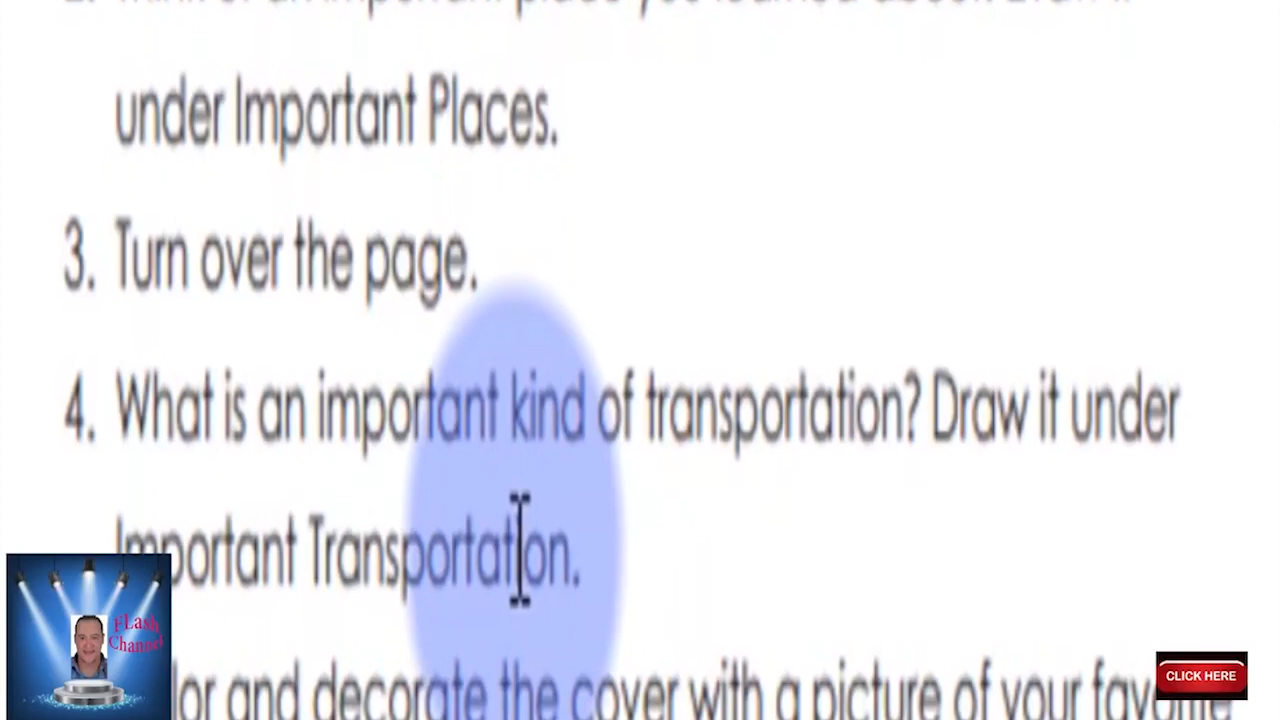 under Important Places.
3. Turn over the page.
4. What is an important kind of transportation? Draw it under
Important Transportation.
and decorate the cover with a picture of your
FLash
Channel
CLICK HERE